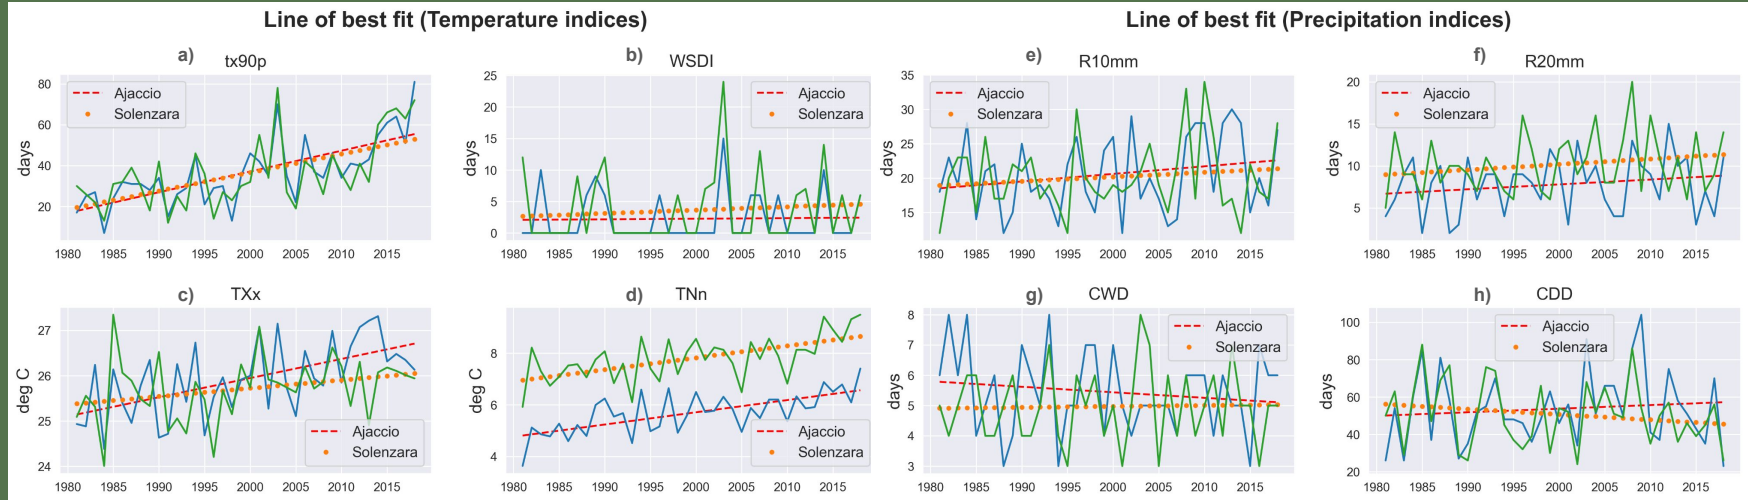 Line of best fit (Temperature indices)
Line of best fit (Precipitation indices)
a)
tx90p
days
80
60
40
20
Ajaccio
Solenzara
1980 1985 1990 1995 2000 2005 2010 2015
b)
WSDI
days
25
20
15
10
5
0
Ajaccio
Solenzara
1980 1985 1990 1995 2000 2005 2010 2015
e)
R10mm
days
35
30
25
20
15
Ajaccio
Solenzara
1980 1985 1990 1995 2000 2005 2010 2015
f)
R20mm
days
20
15
10
5
Ajaccio
Solenzara
1980 1985 1990 1995 2000 2005 2010 2015
c)
TXx
deg C
27
26
25
24
Ajaccio
Solenzara
1980 1985 1990 1995 2000 2005 2010 2015
d)
TNn
deg C
8
6
4
Ajaccio
Solenzara
1980 1985 1990 1995 2000 2005 2010 2015
g)
CWD
days
8
7
6
5
4
3
Ajaccio
Solenzara
1980 1985 1990 1995 2000 2005 2010 2015
h)
CDD
days
100
80
60
40
20
Ajaccio
Solenzara
1980 1985 1990 1995 2000 2005 2010 2015